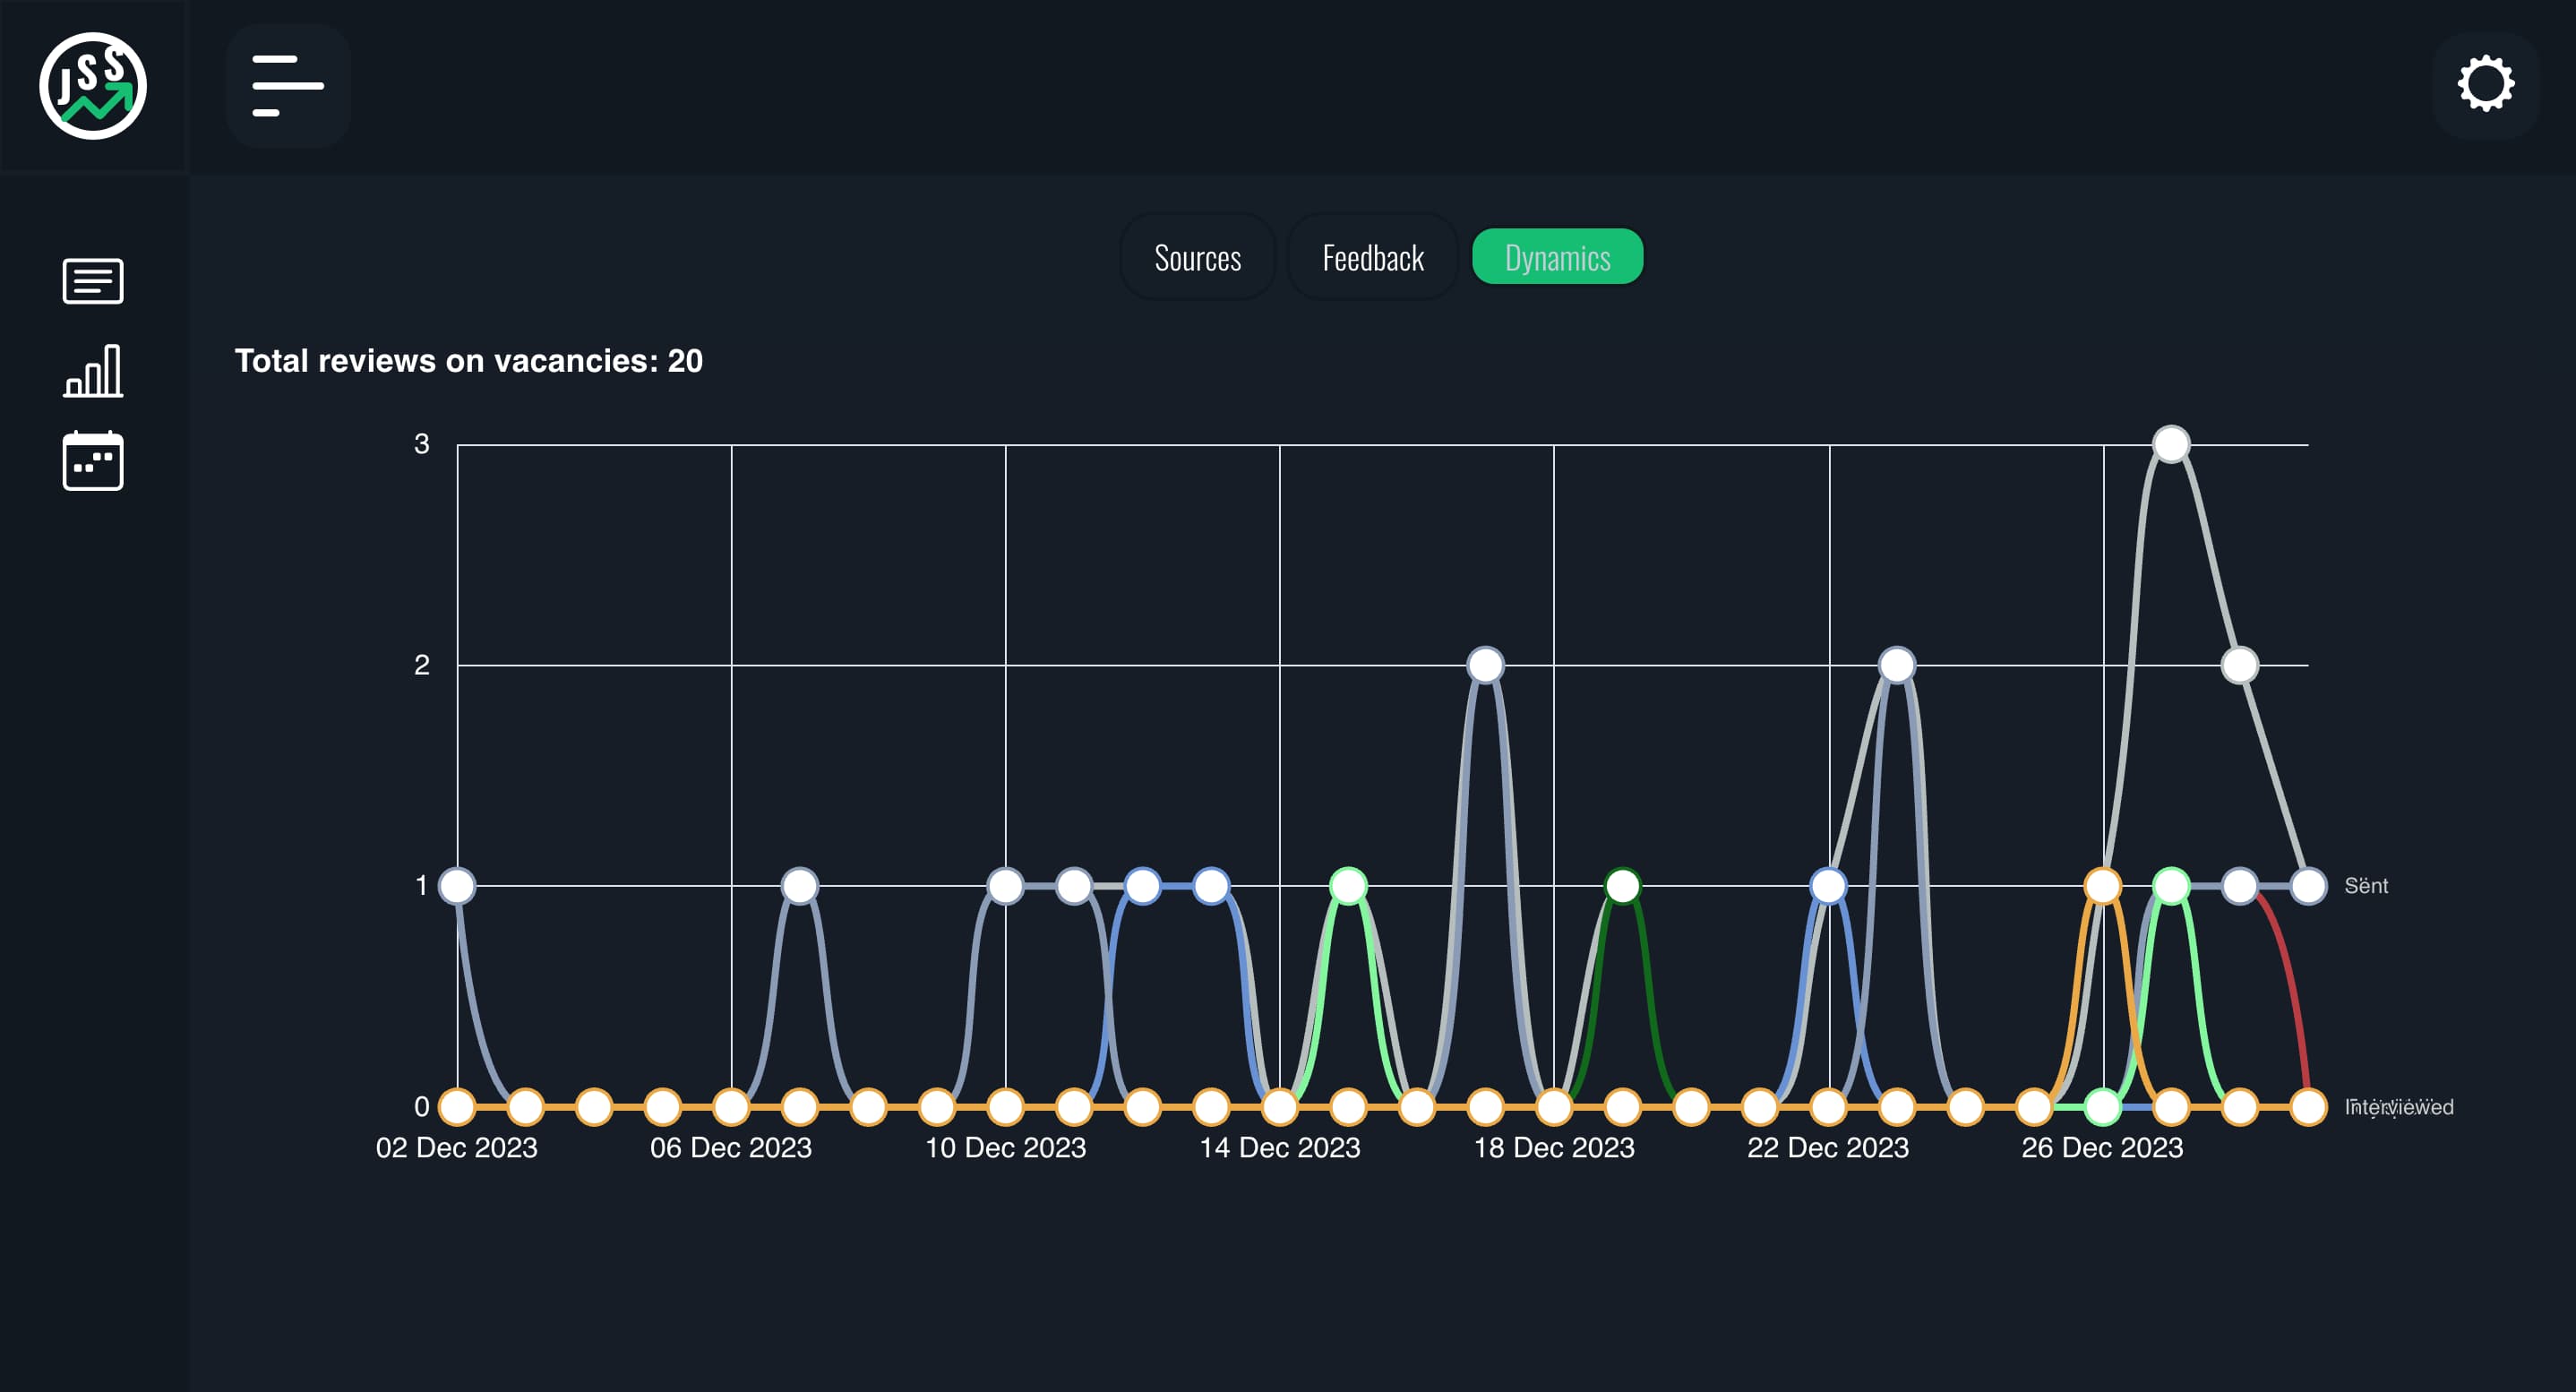 JSS
Sources
Feedback
Dynamics
Total reviews on vacancies: 20
3
2
1
0
02 Dec 2023
06 Dec 2023
10 Dec 2023
14 Dec 2023
18 Dec 2023
22 Dec 2023
26 Dec 2023
Sent
Interviewed